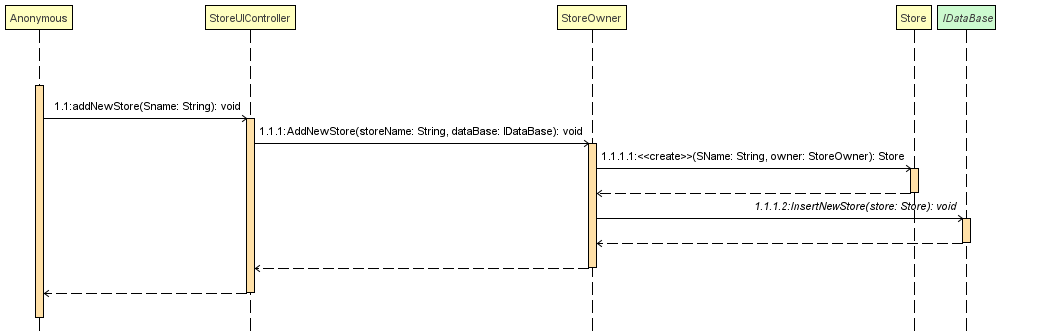 Anonymous StoreUIController StoreOwner Store IDataBase
1.1:addNewStore(Sname: String): void
1.1.1:AddNewStore(storeName: String, dataBase: IDataBase): void
1.1.1.1:<<create>>(SName: String, owner: StoreOwner): Store
1.1.1.2:InsertNewStore(store: Store): void